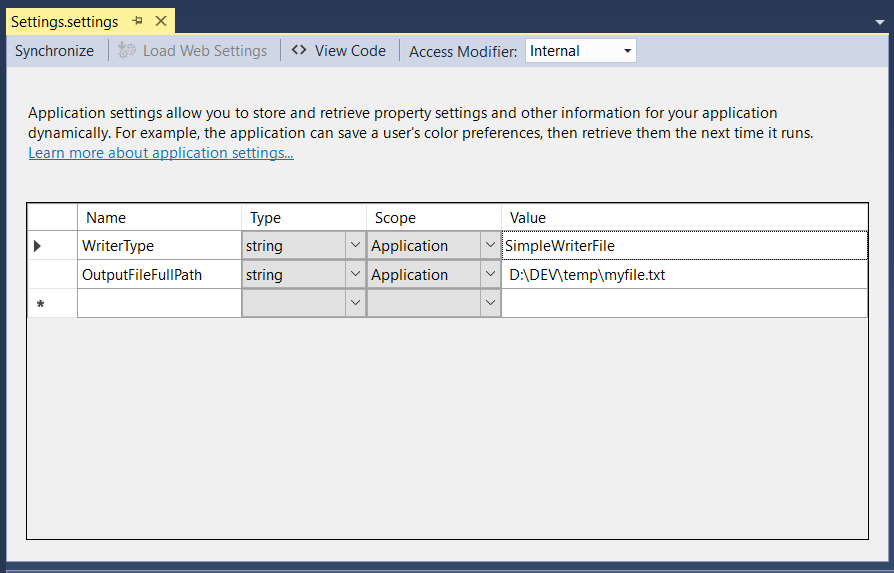 Settings.settings
Synchronize Load Web Settings View Code Access Modifier: Internal
Application settings allow you to store and retrieve property settings and other information for your application
dynamically. For example, the application can save a user's color preferences, then retrieve them the next time it runs.
Learn more about application settings...
Name Type Scope Value
WriterType string Application SimpleWriterFile
OutputFileFullPath string Application D:\DEV\temp\myfile.txt
*